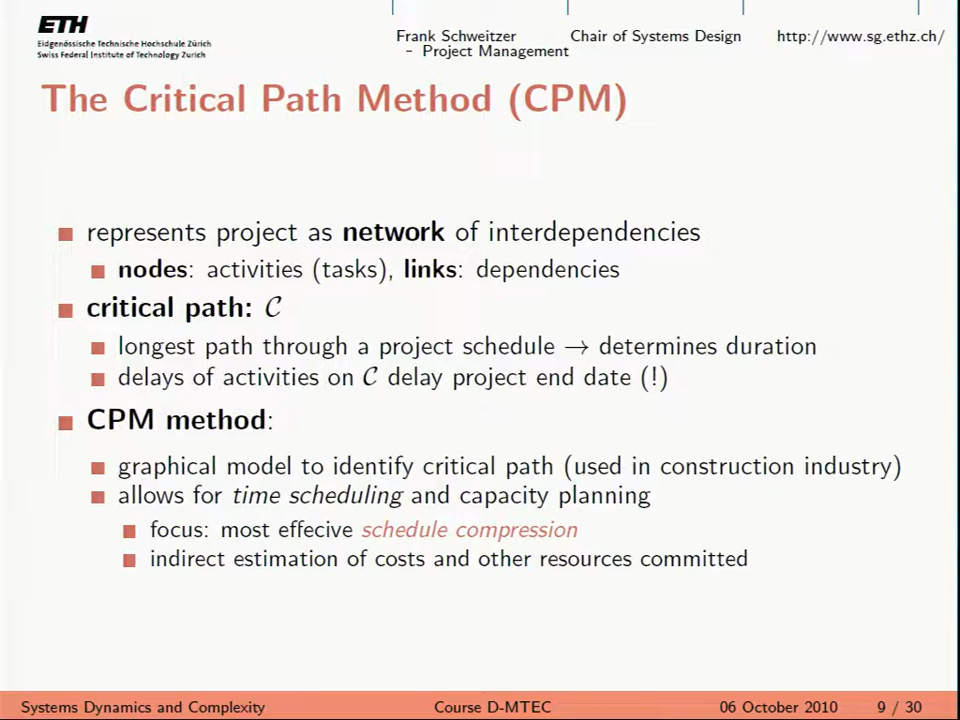 ETH
Eidgenössische Technische Hochschule Zürich
Swiss Federal Institute of Technology Zurich
Frank Schweitzer
– Project Management
Chair of Systems Design
http://www.sg.ethz.ch/
The Critical Path Method (CPM)
represents project as network of interdependencies
nodes: activities (tasks), links: dependencies
critical path: 𝒞
longest path through a project schedule → determines duration
delays of activities on 𝒞 delay project end date (!)
CPM method:
graphical model to identify critical path (used in construction industry)
allows for time scheduling and capacity planning
focus: most effecive schedule compression
indirect estimation of costs and other resources committed
Systems Dynamics and Complexity
Course D-MTEC
06 October 2010
9 / 30